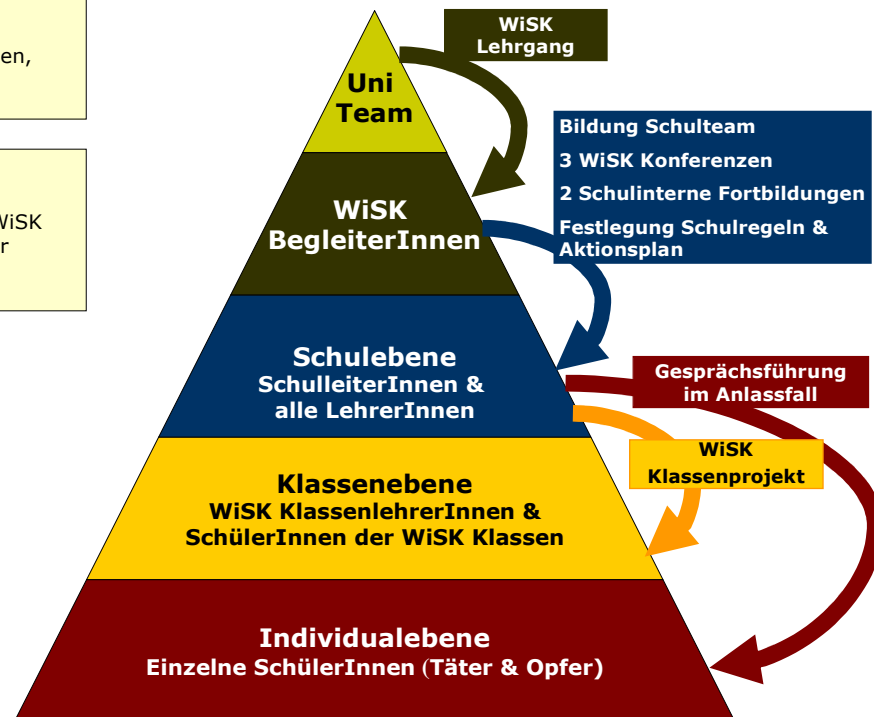 en,
WiSK
r
Uni
Team
WiSK
Lehrgang
WiSK
BegleiterInnen
Bildung Schulteam
3 WiSK Konferenzen
2 Schulinterne Fortbildungen
Festlegung Schulregeln &
Aktionsplan
Schulebene
SchulleiterInnen &
alle LehrerInnen
Gesprächsführung
im Anlassfall
WiSK
Klassenprojekt
Klassenebene
WiSK KlassenlehrerInnen &
SchülerInnen der WiSK Klassen
Individualebene
Einzelne SchülerInnen (Täter & Opfer)